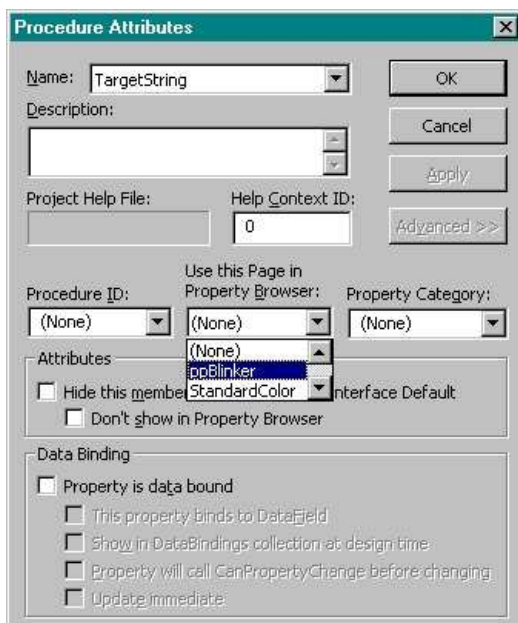 Procedure Attributes
Name: TargetString
OK
Description:
Cancel
Apply
Project Help File:
Help Context ID:
0
Advanced >>
Procedure ID:
Use this Page in
Property Browser:
Property Category:
(None)
(None)
(None)
(None)
ppBlinker
StandardColor
Attributes
Hide this member nterface Default
Don't show in Property Browser
Data Binding
Property is data bound
This property binds to DataField
Show in DataBindings collection at design time
Property will call CanPropertyChange before changing
Update immediate